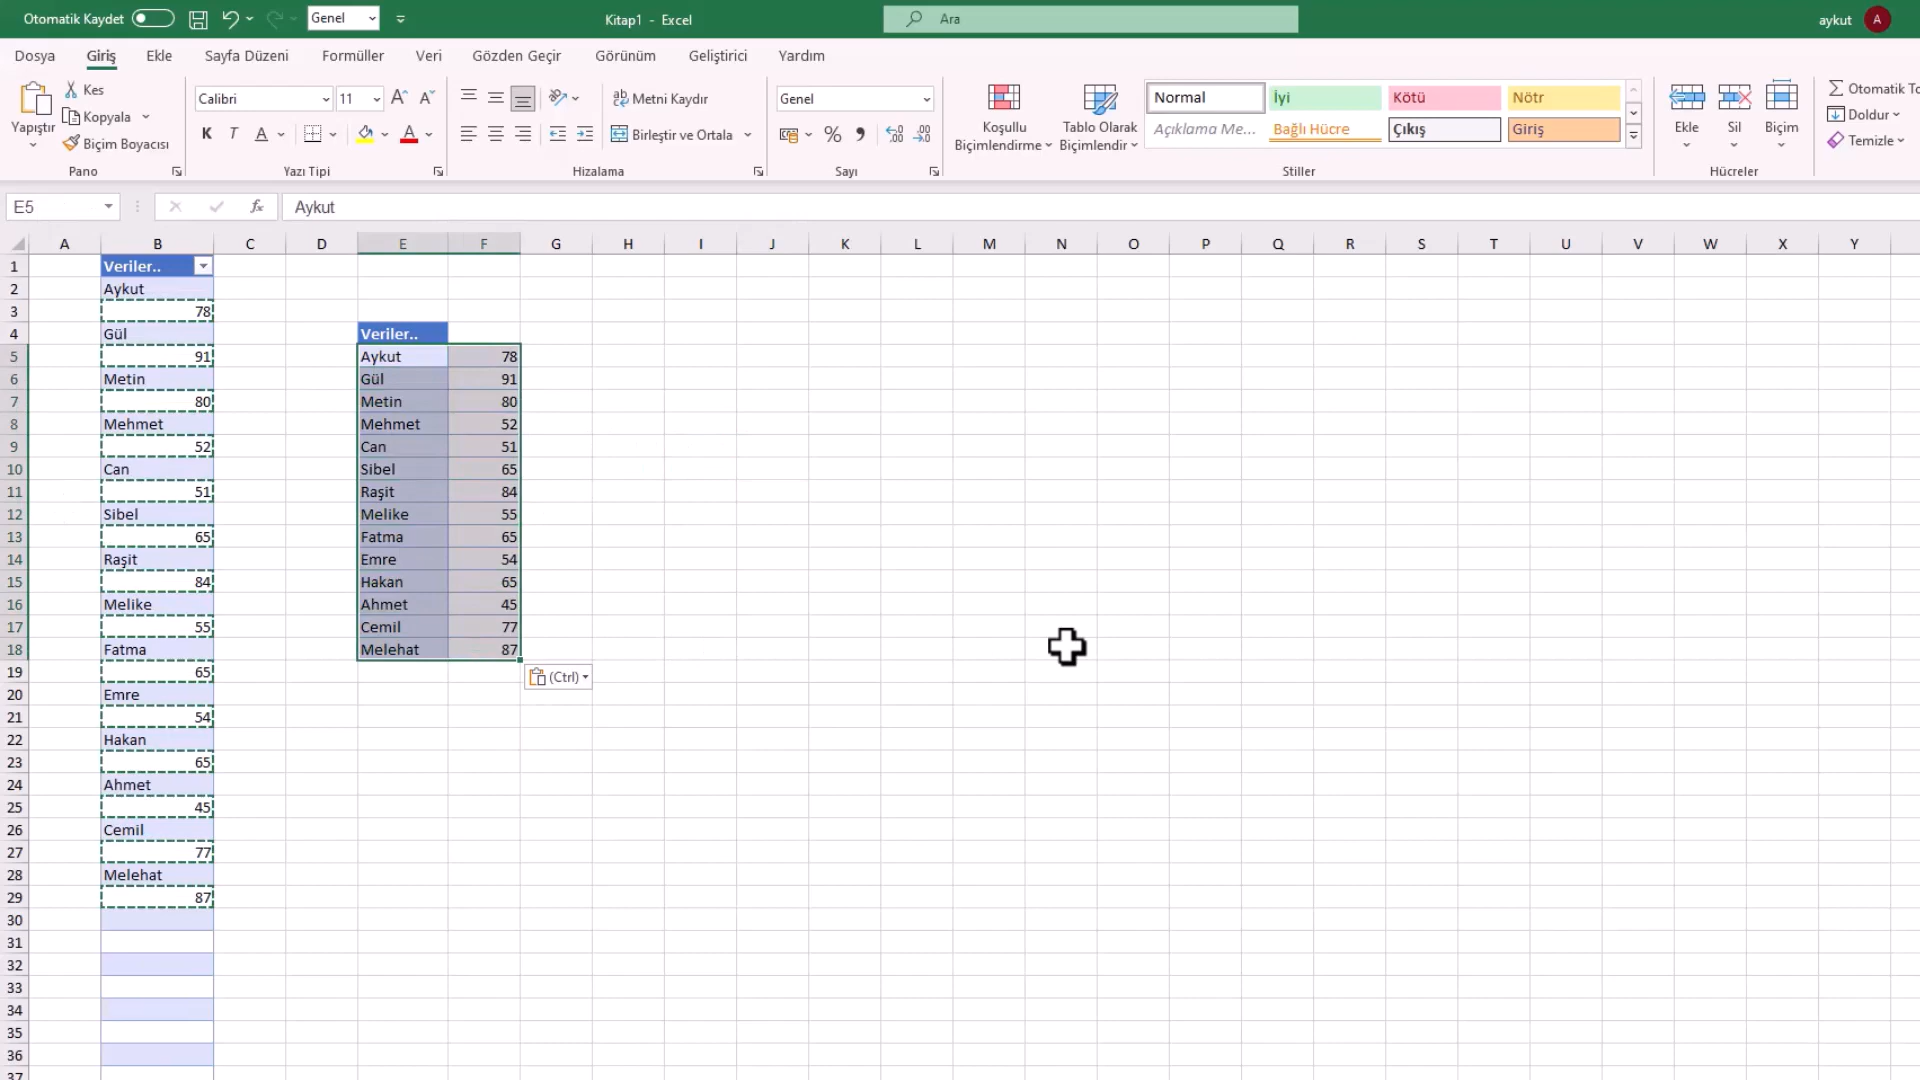 Otomatik Kaydet Genel Kitap1 - Excel Ara aykut A
Dosya Giriş Ekle Sayfa Düzeni Formüller Veri Gözden Geçir Görünüm Geliştirici Yardım
Yapıştır
Kes
Kopyala
Biçim Boyacısı
Pano
Calibri 11
K T A
Yazı Tipi
Metni Kaydır
Birleştir ve Ortala
Hizalama
Genel
Sayı
Koşullu
Biçimlendirme
Tablo Olarak
Biçimlendir
Normal İyi Kötü Nötr
Açıklama Me... Bağlı Hücre Çıkış Giriş
Stiller
Ekle Sil Biçim
Hücreler
Doldur
Temizle
E5 fx Aykut
A B C D E F G H I J K L M N O P Q R S T U V W X Y
1 Veriler..
2 Aykut
3 78
4 Gül Veriler..
5 91 Aykut 78
6 Metin Gül 91
7 80 Metin 80
8 Mehmet Mehmet 52
9 52 Can 51
10 Can Sibel 65
11 51 Raşit 84
12 Sibel Melike 55
13 65 Fatma 65
14 Raşit Emre 54
15 84 Hakan 65
16 Melike Ahmet 45
17 55 Cemil 77
18 Fatma Melehat 87
19 65 (Ctrl)
20 Emre
21 54
22 Hakan
23 65
24 Ahmet
25 45
26 Cemil
27 77
28 Melehat
29 87
30
31
32
33
34
35
36
37